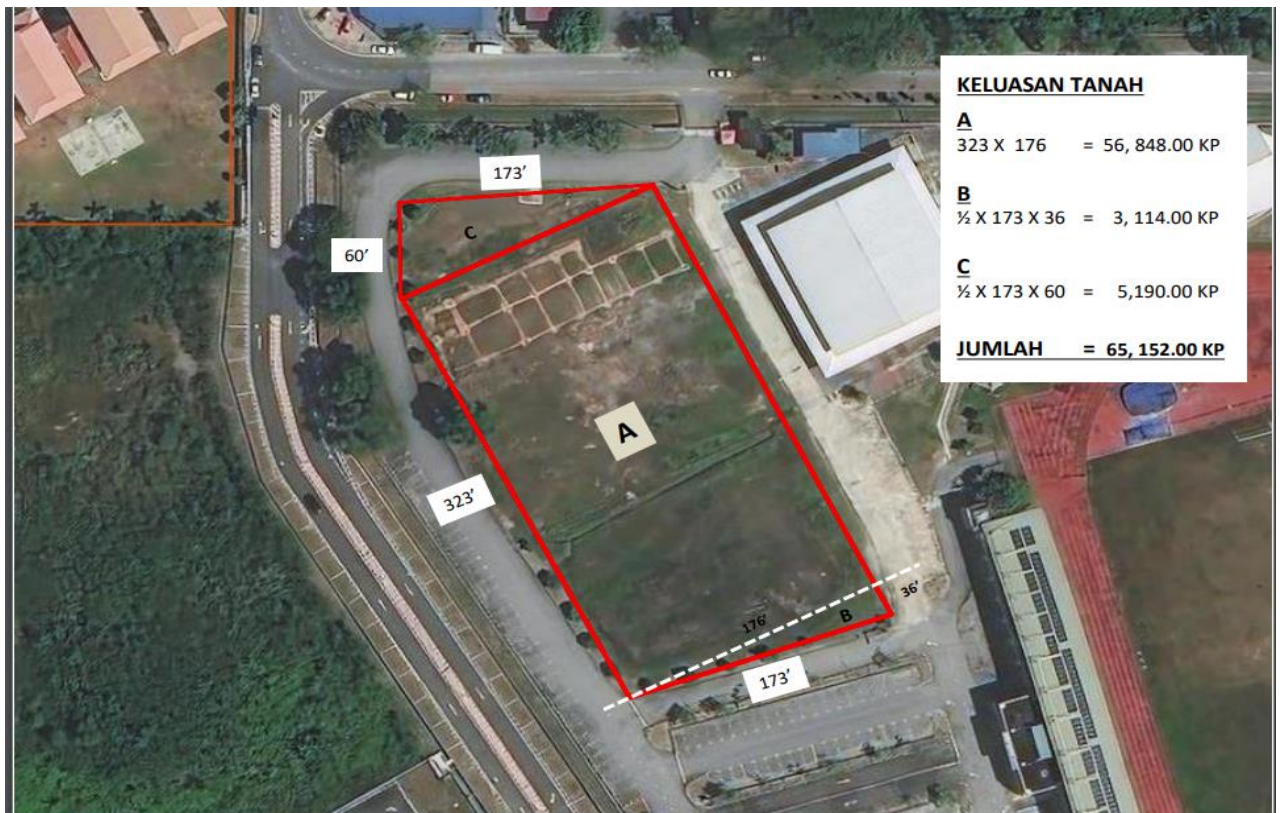 KELUASAN TANAH
A
323 X 176 = 56, 848.00 KP
B
½ X 173 X 36 = 3, 114.00 KP
C
½ X 173 X 60 = 5,190.00 KP
JUMLAH = 65, 152.00 KP
173’
C
60’
A
323’
36’
176’
B
173’